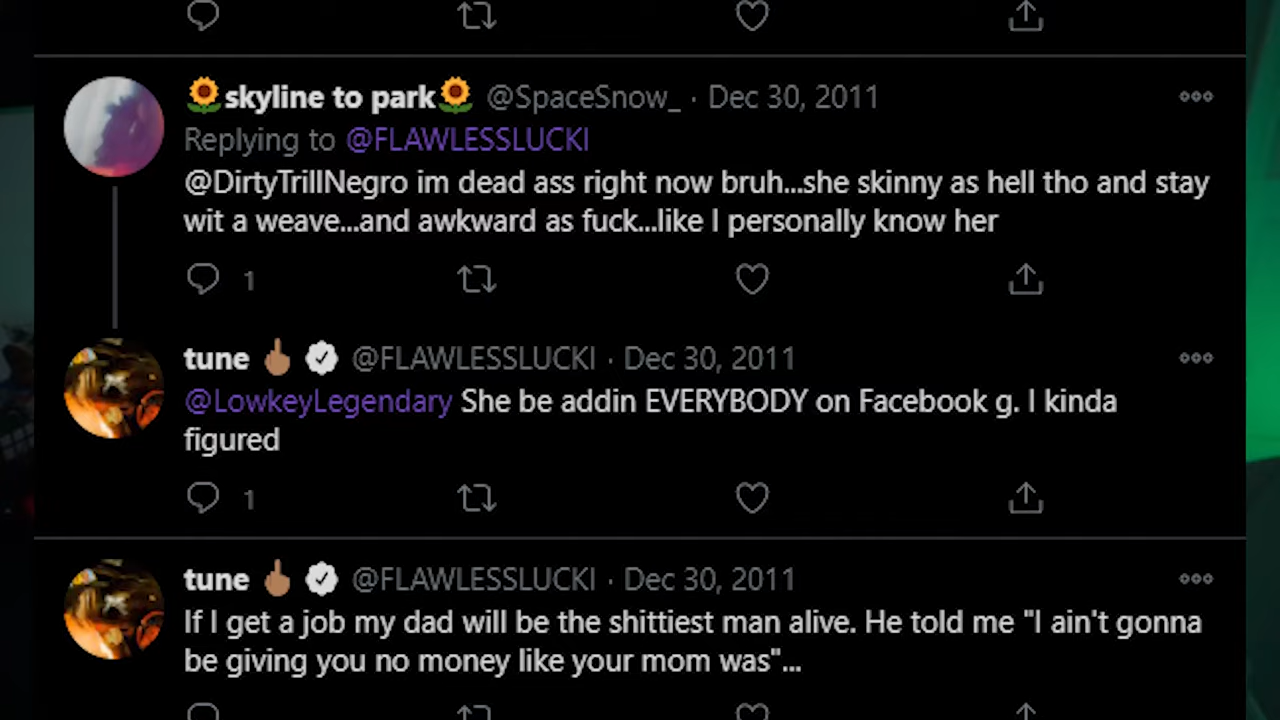 🌻skyline to park🌻 @SpaceSnow_ · Dec 30, 2011
Replying to @FLAWLESSLUCKI
@DirtyTrillNegro im dead ass right now bruh...she skinny as hell tho and stay
wit a weave...and awkward as fuck...like I personally know her
1
tune 🖕🏽 @FLAWLESSLUCKI · Dec 30, 2011
@LowkeyLegendary She be addin EVERYBODY on Facebook g. I kinda
figured
1
tune 🖕🏽 @FLAWLESSLUCKI · Dec 30, 2011
If I get a job my dad will be the shittiest man alive. He told me "I ain't gonna
be giving you no money like your mom was"...